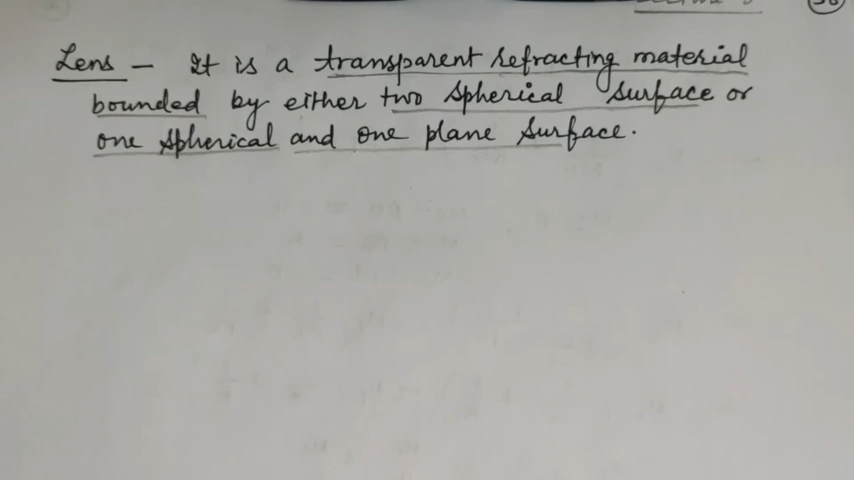 Lens - It is a transparent refracting material
bounded by either two spherical surface or
one spherical and one plane surface.